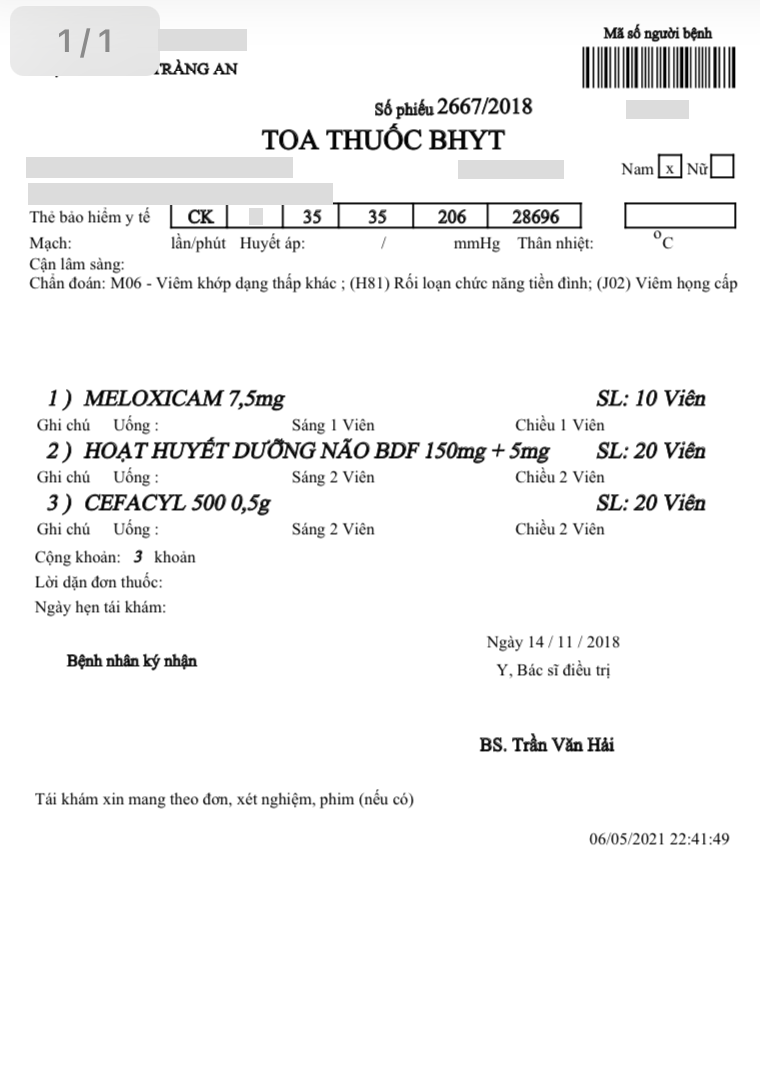 1/1
Mã số người bệnh
TRÀNG AN
Số phiếu 2667/2018
TOA THUỐC BHYT
Nam x Nữ
Thẻ bảo hiểm y tế CK 35 35 206 28696
Mạch: lần/phút Huyết áp: / mmHg Thân nhiệt: °C
Cận lâm sàng:
Chẩn đoán: M06 - Viêm khớp dạng thấp khác ; (H81) Rối loạn chức năng tiền đình; (J02) Viêm họng cấp
1 ) MELOXICAM 7,5mg SL: 10 Viên
Ghi chú Uống : Sáng 1 Viên Chiều 1 Viên
2 ) HOẠT HUYẾT DƯỠNG NÃO BDF 150mg + 5mg SL: 20 Viên
Ghi chú Uống : Sáng 2 Viên Chiều 2 Viên
3 ) CEFACYL 500 0,5g SL: 20 Viên
Ghi chú Uống : Sáng 2 Viên Chiều 2 Viên
Cộng khoản: 3 khoản
Lời dặn đơn thuốc:
Ngày hẹn tái khám:
Ngày 14 / 11 / 2018
Bệnh nhân ký nhận
Y, Bác sĩ điều trị
BS. Trần Văn Hải
Tái khám xin mang theo đơn, xét nghiệm, phim (nếu có)
06/05/2021 22:41:49